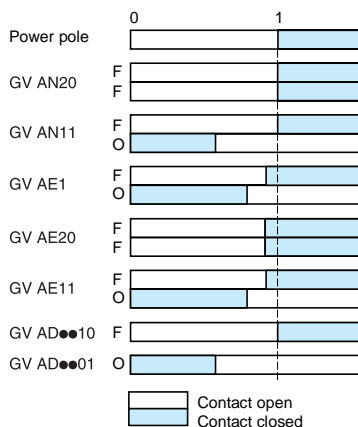 0 1
Power pole
GV AN20 F
F
GV AN11 F
O
GV AE1 F
O
GV AE20 F
F
GV AE11 F
O
GV AD●●10 F
GV AD●●01 O
Contact open
Contact closed